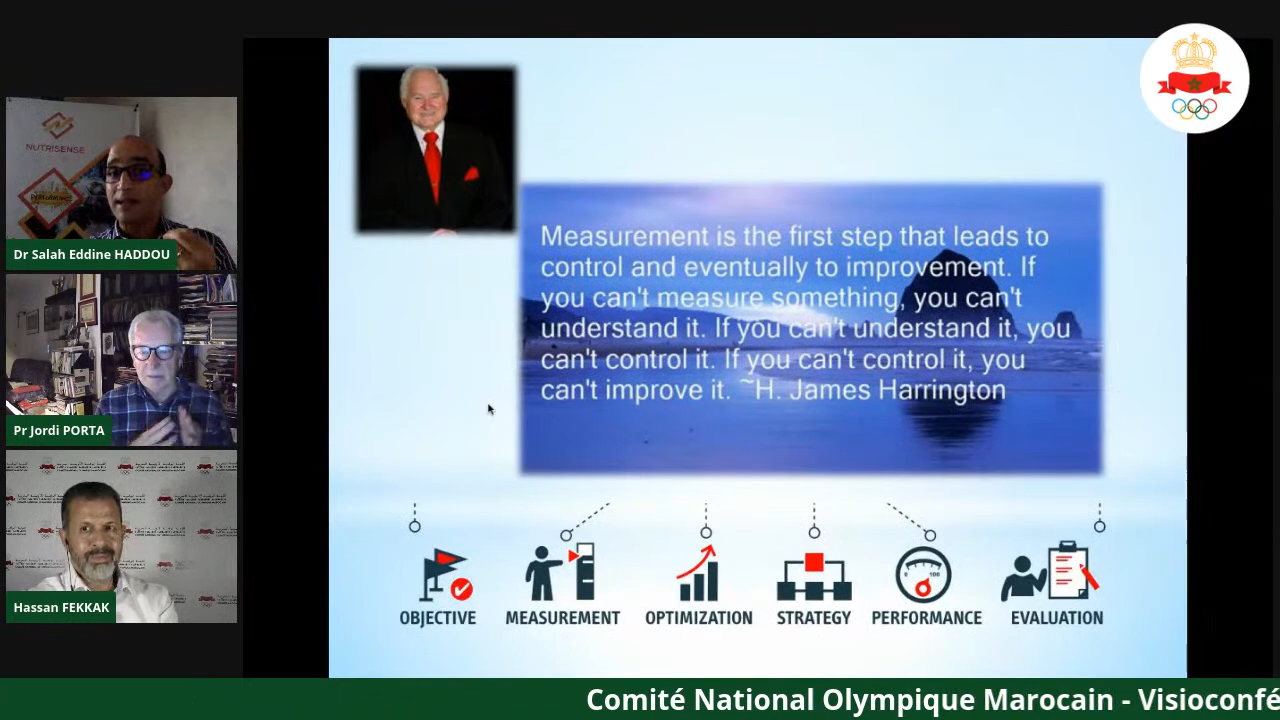 NUTRISENSE
Dr Salah Eddine HADDOU
Pr Jordi PORTA
Hassan FEKKAK
Measurement is the first step that leads to
control and eventually to improvement. If
you can't measure something, you can't
understand it. If you can't understand it, you
can't control it. If you can't control it, you
can't improve it. ~H. James Harrington
OBJECTIVE
MEASUREMENT
OPTIMIZATION
STRATEGY
0 100
PERFORMANCE
EVALUATION
Comité National Olympique Marocain - Visioconfé